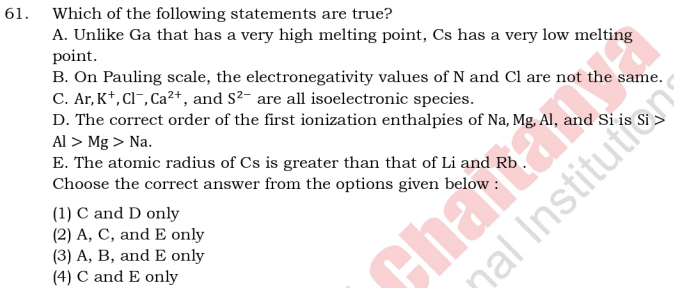 61. Which of the following statements are true?
A. Unlike Ga that has a very high melting point, Cs has a very low melting
point.
B. On Pauling scale, the electronegativity values of N and Cl are not the same.
C. Ar, K⁺, Cl⁻, Ca²⁺, and S²⁻ are all isoelectronic species.
D. The correct order of the first ionization enthalpies of Na, Mg, Al, and Si is Si >
Al > Mg > Na.
E. The atomic radius of Cs is greater than that of Li and Rb .
Choose the correct answer from the options given below :
(1) C and D only
(2) A, C, and E only
(3) A, B, and E only
(4) C and E only
Chaitanya
nal Institutions